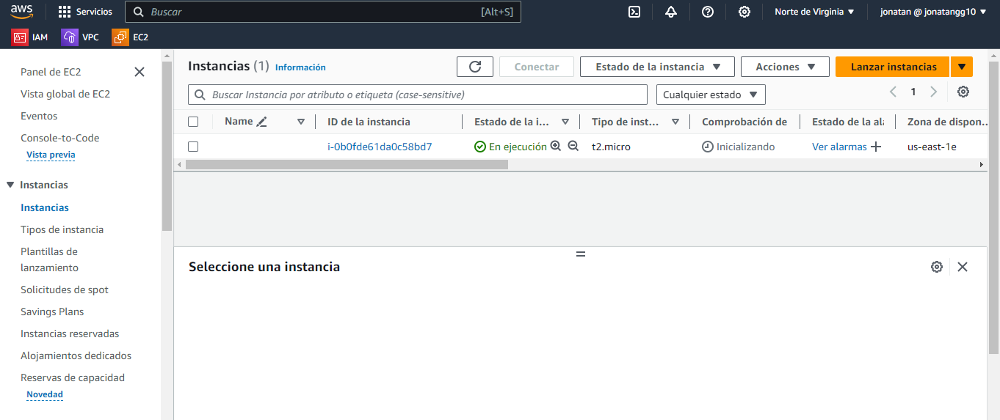 aws Servicios Buscar [Alt+S] Norte de Virginia jonatan @ jonatangg10
IAM VPC EC2
Panel de EC2
Vista global de EC2
Eventos
Console-to-Code
Vista previa
Instancias
Instancias
Tipos de instancia
Plantillas de
lanzamiento
Solicitudes de spot
Savings Plans
Instancias reservadas
Alojamientos dedicados
Reservas de capacidad
Novedad
Instancias (1) Información Conectar Estado de la instancia Acciones Lanzar instancias
Buscar Instancia por atributo o etiqueta (case-sensitive) Cualquier estado 1
Name ID de la instancia Estado de la i... Tipo de inst... Comprobación de Estado de la ala Zona de dispon...
i-0b0fde61da0c58bd7 En ejecución t2.micro Inicializando Ver alarmas us-east-1e
Seleccione una instancia